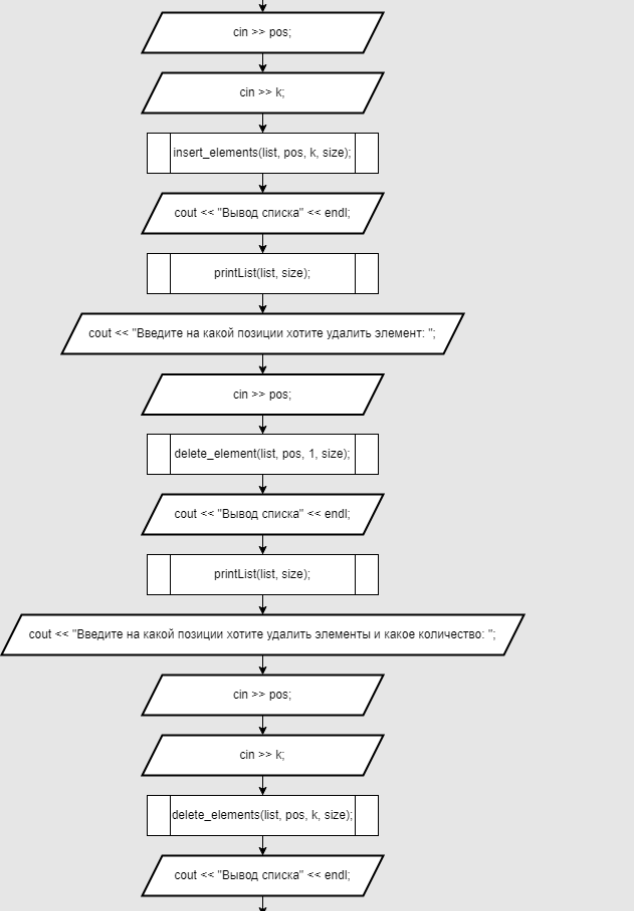 cin >> pos;
cin >> k;
insert_elements(list, pos, k, size);
cout << "Вывод списка" << endl;
printList(list, size);
cout << "Введите на какой позиции хотите удалить элемент: ";
cin >> pos;
delete_element(list, pos, 1, size);
cout << "Вывод списка" << endl;
printList(list, size);
cout << "Введите на какой позиции хотите удалить элементы и какое количество: ";
cin >> pos;
cin >> k;
delete_elements(list, pos, k, size);
cout << "Вывод списка" << endl;